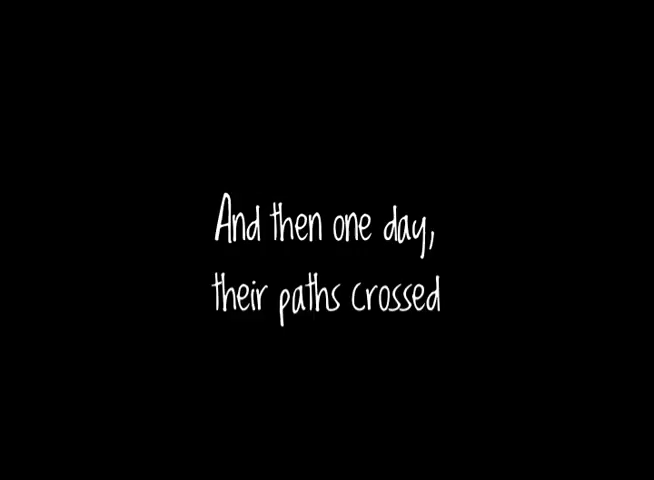 And then one day,
their paths crossed